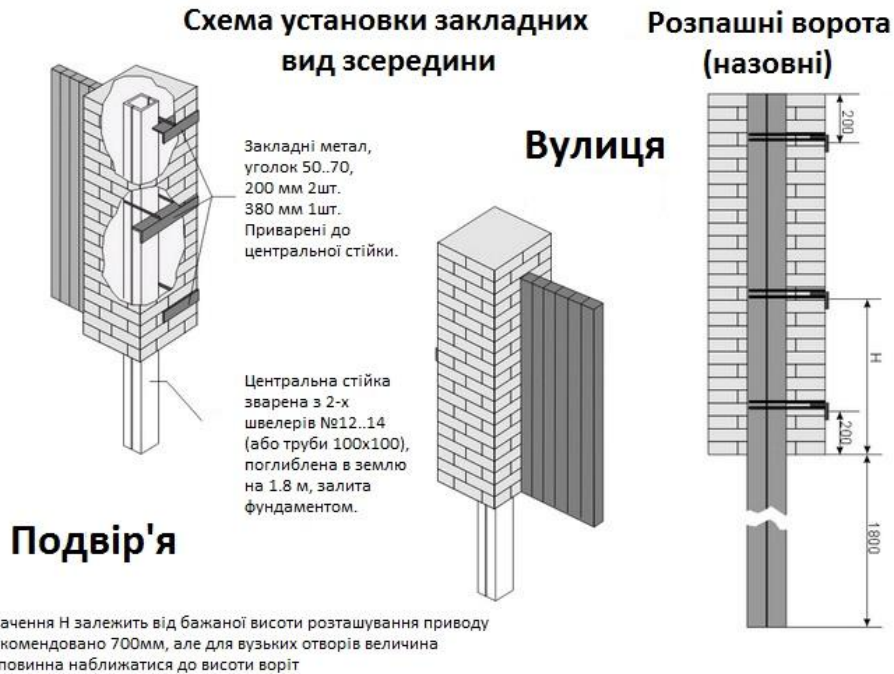 Схема установки закладних
вид зсередини
Розпашні ворота
(назовні)
Закладні метал,
уголок 50..70,
200 мм 2шт.
380 мм 1шт.
Приварені до
центральної стійки.
Вулиця
200
H
200
1800
Центральна стійка
зварена з 2-х
швелерів №12..14
(або труби 100x100),
поглиблена в землю
на 1.8 м, залита
фундаментом.
Подвір'я
ачення Н залежить від бажаної висоти розташування приводу
комендовано 700мм, але для вузьких отворів величина
повинна наближатися до висоти воріт